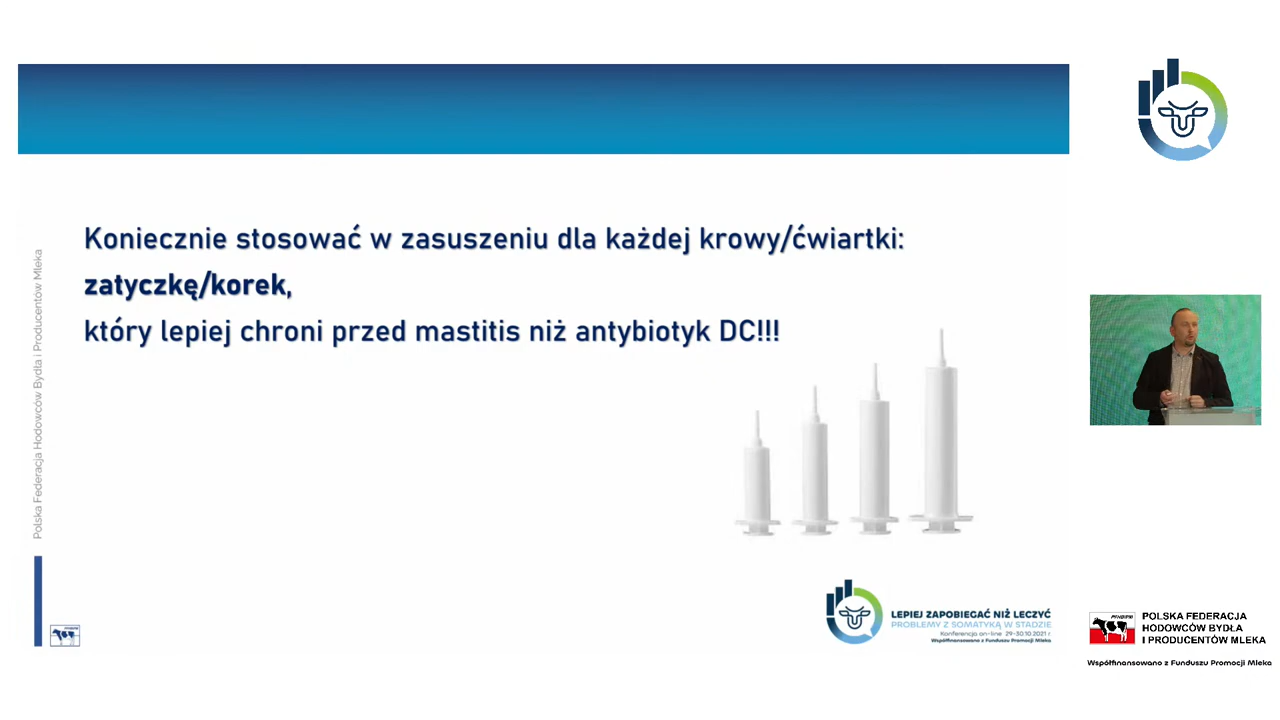 Koniecznie stosować w zasuszeniu dla każdej krowy/ćwiartki:
zatyczkę/korek,
który lepiej chroni przed mastitis niż antybiotyk DC!!!
Polska Federacja Hodowców Bydła i Producentów Mleka
LEPIEJ ZAPOBIEGAĆ NIŻ LECZYĆ
PROBLEMY Z SOMATYKĄ W STADZIE
Konferencja on-line 29-30.10.2021 r.
Współfinansowano z Funduszu Promocji Mleka
POLSKA FEDERACJA
HODOWCÓW BYDŁA
I PRODUCENTÓW MLEKA
Współfinansowano z Funduszu Promocji Mleka